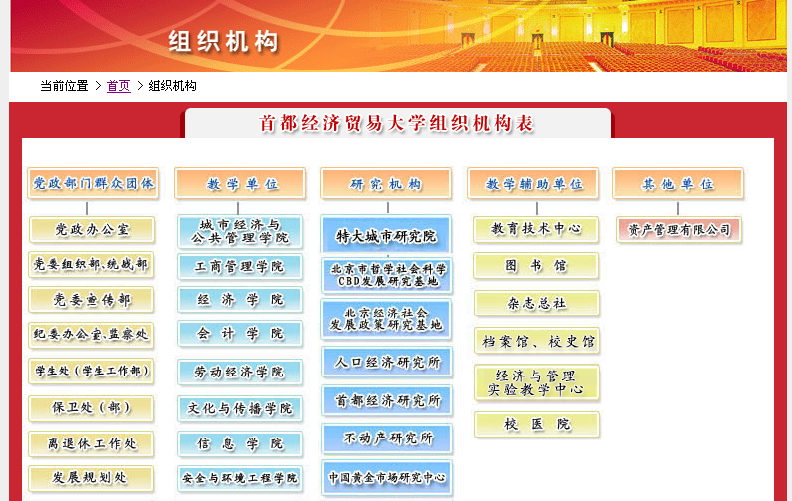 组织机构
当前位置 > 首页 > 组织机构
首都经济贸易大学组织机构表
党政部门群众团体
党政办公室
党委组织部、统战部
党委宣传部
纪委办公室、监察处
学生处（学生工作部）
保卫处（部）
离退休工作处
发展规划处
教学单位
城市经济与
公共管理学院
工商管理学院
经济学院
会计学院
劳动经济学院
文化与传播学院
信息学院
安全与环境工程学院
研究机构
特大城市研究院
北京市哲学社会科学
CBD发展研究基地
北京经济社会
发展政策研究基地
人口经济研究所
首都经济研究所
不动产研究所
中国黄金市场研究中心
教学辅助单位
教育技术中心
图书馆
杂志总社
档案馆、校史馆
经济与管理
实验教学中心
校医院
其他单位
资产管理有限公司